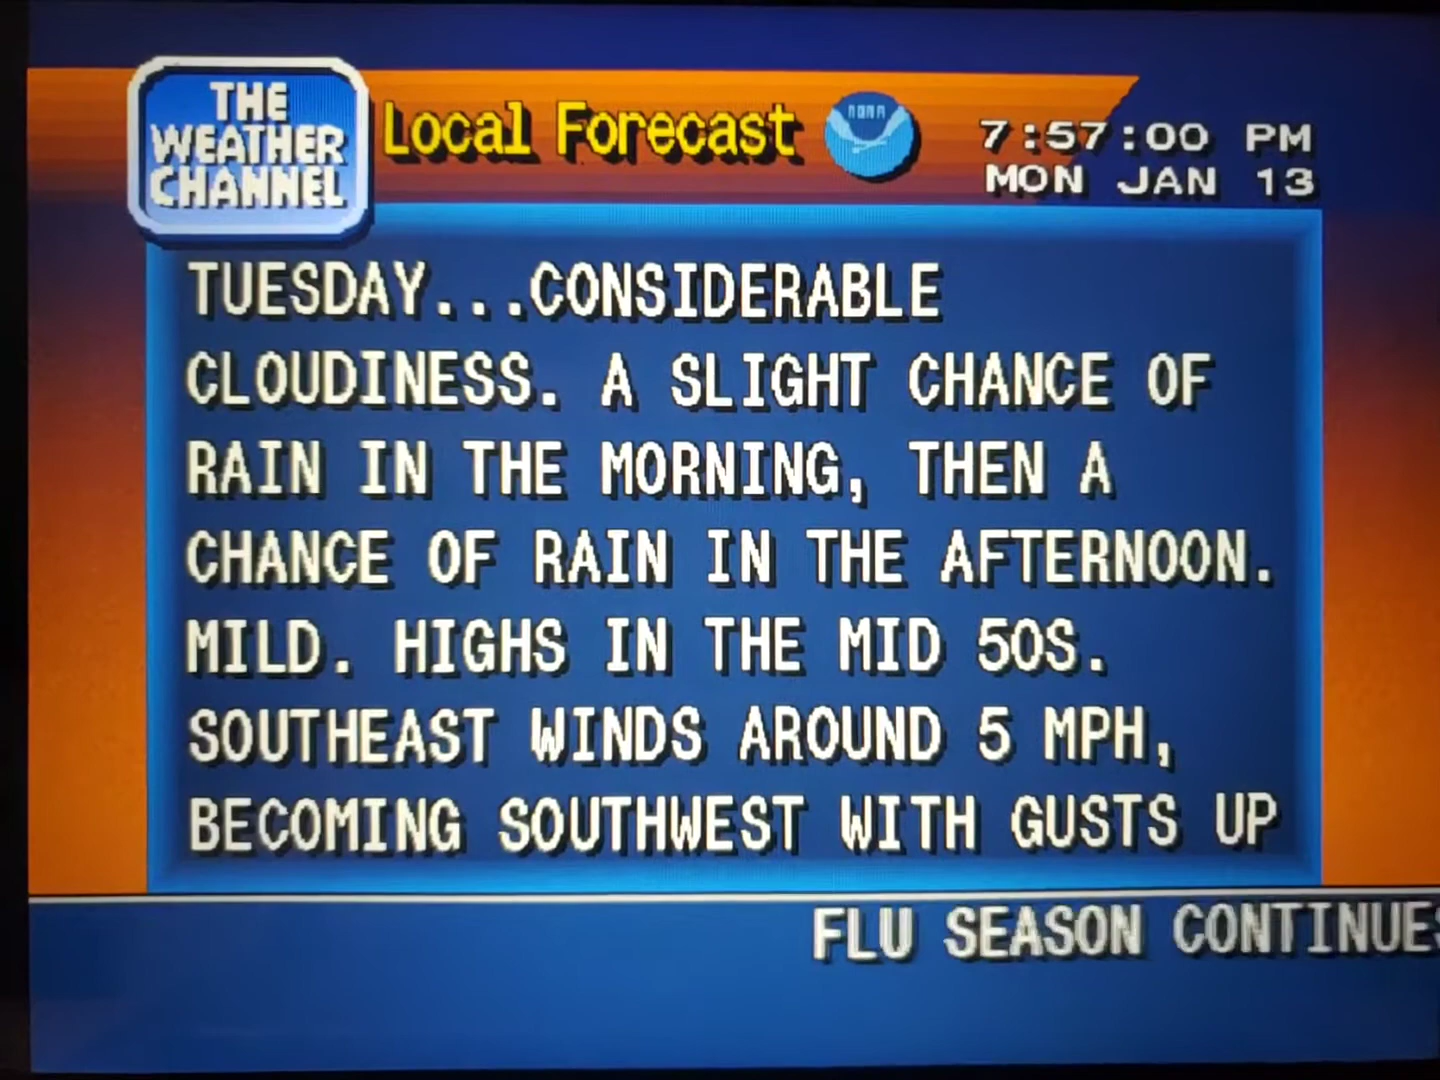 THE
WEATHER
CHANNEL
Local Forecast
NOAA
7:57:00 PM
MON JAN 13
TUESDAY...CONSIDERABLE
CLOUDINESS. A SLIGHT CHANCE OF
RAIN IN THE MORNING, THEN A
CHANCE OF RAIN IN THE AFTERNOON.
MILD. HIGHS IN THE MID 50S.
SOUTHEAST WINDS AROUND 5 MPH,
BECOMING SOUTHWEST WITH GUSTS UP
FLU SEASON CONTINUES